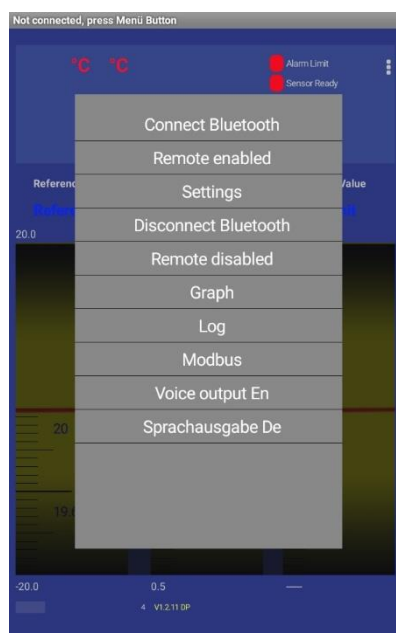 Not connected, press Menü Button
°C °C
Alarm Limit
Sensor Ready
Connect Bluetooth
Remote enabled
Settings
Disconnect Bluetooth
Remote disabled
Graph
Log
Modbus
Voice output En
Sprachausgabe De
20.0
20
-20.0 0.5
4 V1.2.11 DP